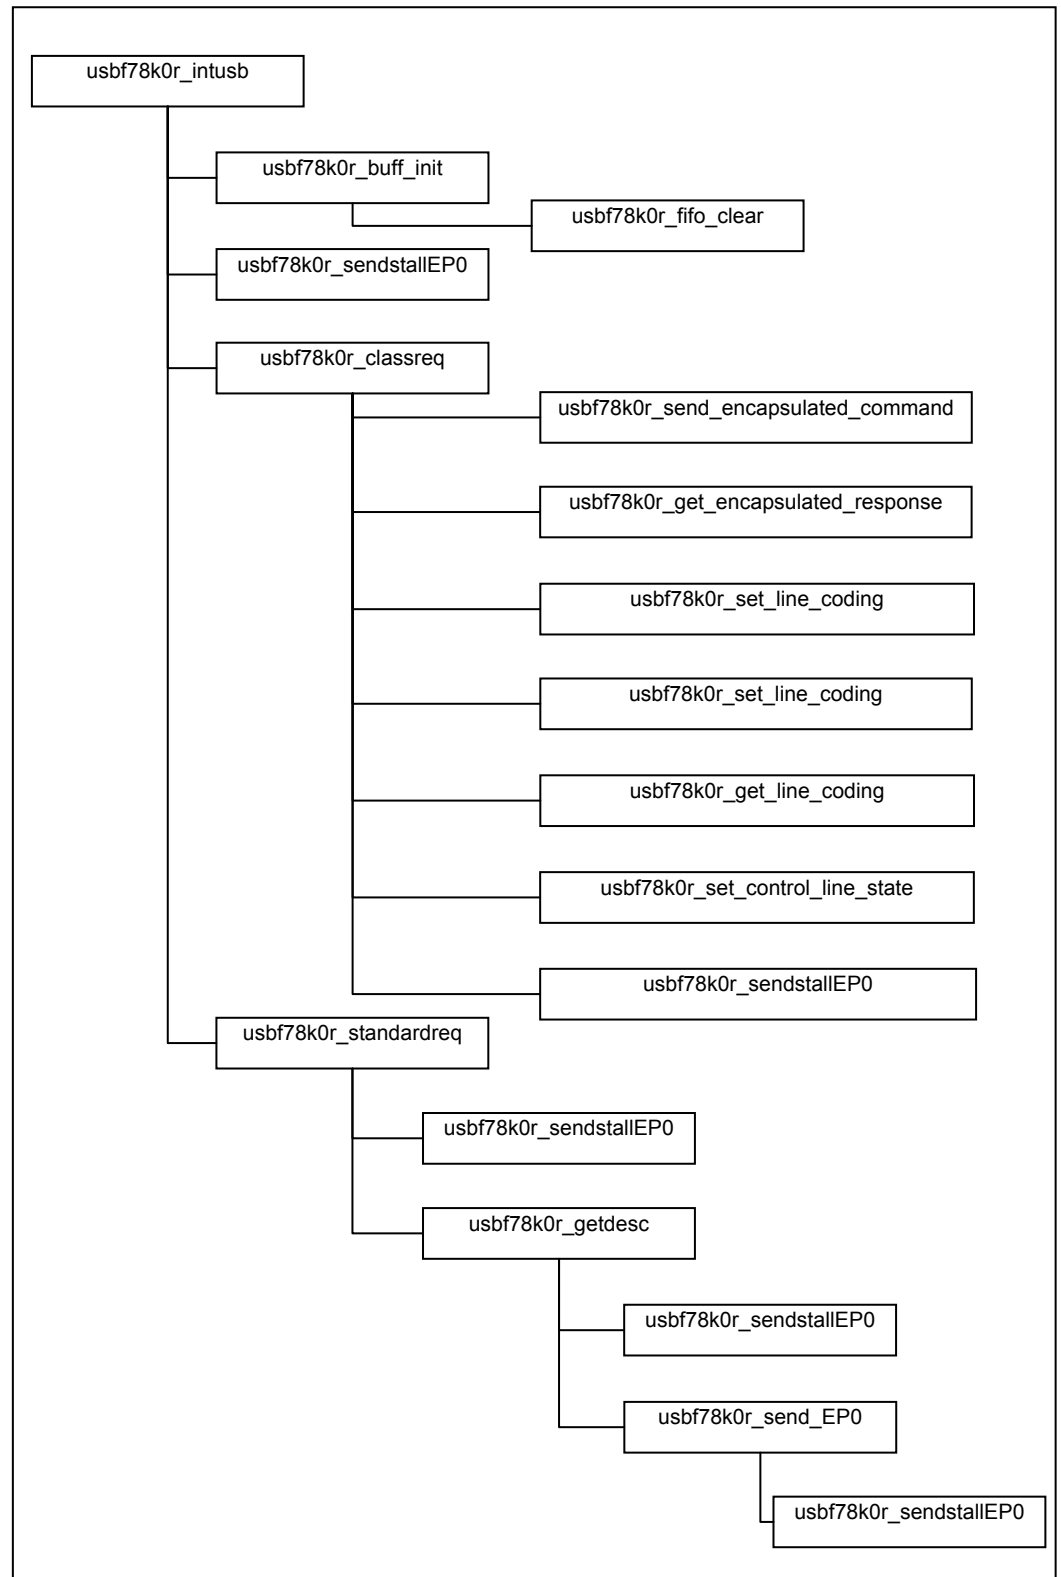 usbf78k0r_intusb
usbf78k0r_buff_init
usbf78k0r_fifo_clear
usbf78k0r_sendstallEP0
usbf78k0r_classreq
usbf78k0r_send_encapsulated_command
usbf78k0r_get_encapsulated_response
usbf78k0r_set_line_coding
usbf78k0r_set_line_coding
usbf78k0r_get_line_coding
usbf78k0r_set_control_line_state
usbf78k0r_sendstallEP0
usbf78k0r_standardreq
usbf78k0r_sendstallEP0
usbf78k0r_getdesc
usbf78k0r_sendstallEP0
usbf78k0r_send_EP0
usbf78k0r_sendstallEP0